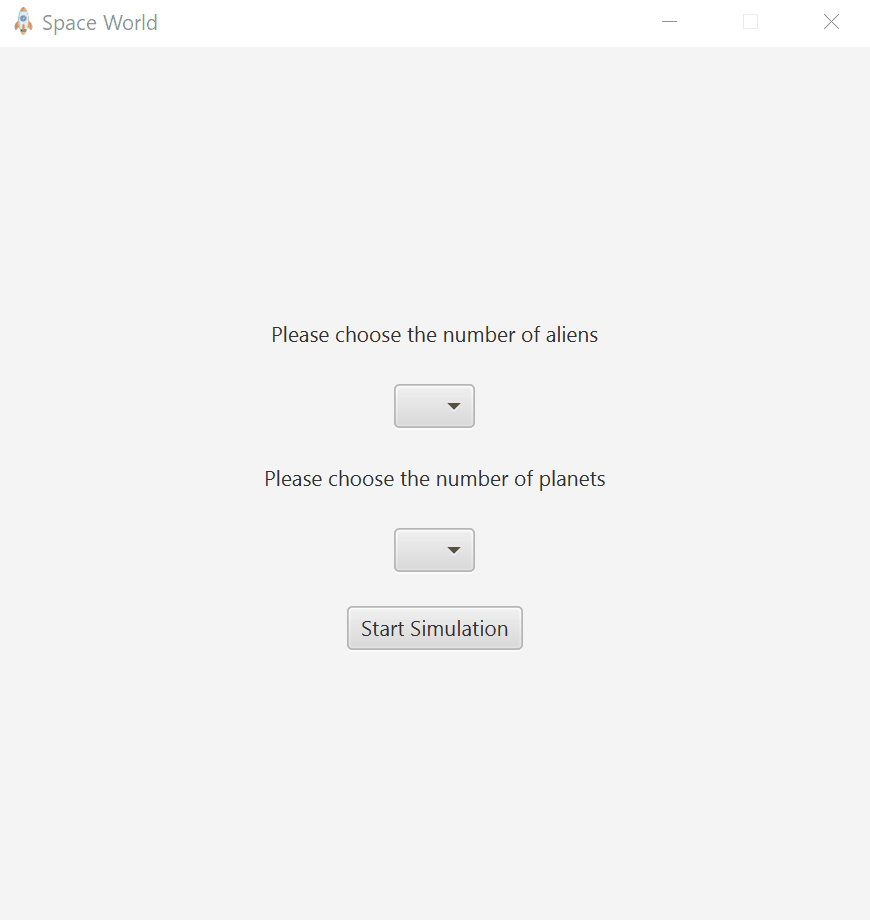 Space World
Please choose the number of aliens
Please choose the number of planets
Start Simulation